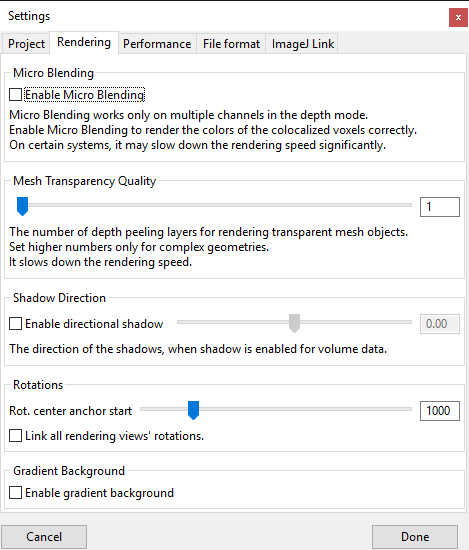 Settings
x
Project Rendering Performance File format ImageJ Link
Micro Blending
Enable Micro Blending
Micro Blending works only on multiple channels in the depth mode.
Enable Micro Blending to render the colors of the colocalized voxels correctly.
On certain systems, it may slow down the rendering speed significantly.
Mesh Transparency Quality
1
The number of depth peeling layers for rendering transparent mesh objects.
Set higher numbers only for complex geometries.
It slows down the rendering speed.
Shadow Direction
Enable directional shadow 0.00
The direction of the shadows, when shadow is enabled for volume data.
Rotations
Rot. center anchor start 1000
Link all rendering views' rotations.
Gradient Background
Enable gradient background
Cancel Done